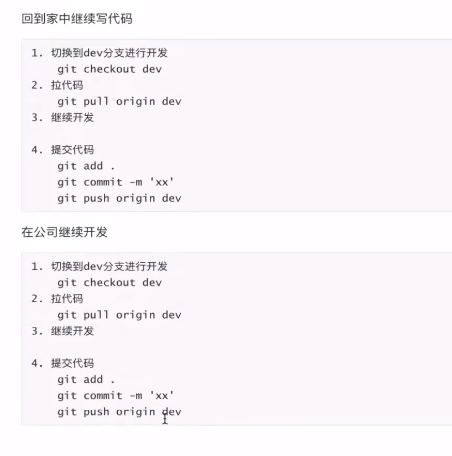 回到家中继续写代码
1. 切换到dev分支进行开发
git checkout dev
2. 拉代码
git pull origin dev
3. 继续开发
4. 提交代码
git add .
git commit -m 'xx'
git push origin dev
在公司继续开发
1. 切换到dev分支进行开发
git checkout dev
2. 拉代码
git pull origin dev
3. 继续开发
4. 提交代码
git add .
git commit -m 'xx'
git push origin dev